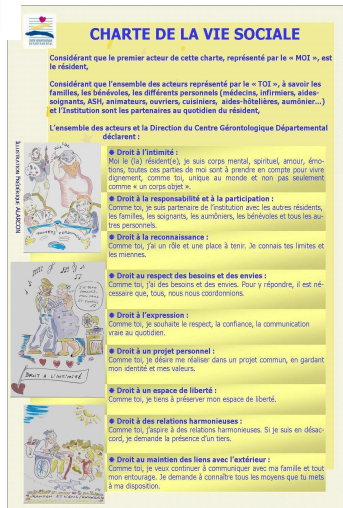 CHARTE DE LA VIE SOCIALE
Considérant que le premier acteur de cette charte, représenté par le « MOI », est
le résident,
Considérant que l'ensemble des acteurs représenté par le « TOI », à savoir les
familles, les bénévoles, les différents personnels (médecins, infirmiers, aides-
soignants, ASH, animateurs, ouvriers, cuisiniers, aides-hôtelières, aumônier...)
et l'Institution sont les partenaires au quotidien du résident,
L'ensemble des acteurs et la Direction du Centre Gérontologique Départemental
déclarent :
Illustration Frédérique ALARCON
Droit à l'intimité :
Moi le (la) résident(e), je suis corps mental, spirituel, amour, émo-
tions, toutes ces parties de moi sont à prendre en compte pour vivre
dignement, comme toi, unique au monde et non pas seulement
comme « un corps objet ».
Droit à la responsabilité et à la participation :
Comme toi, je suis partenaire de l'institution avec les autres résidents,
les familles, les soignants, les aumôniers, les bénévoles et tous les au-
tres personnels.
Droit à la reconnaissance :
Comme toi, j'ai un rôle et une place à tenir. Je connais tes limites et
les miennes.
Droit au respect des besoins et des envies :
Comme toi, j'ai des besoins et des envies. Pour y répondre, il est né-
cessaire que, tous, nous nous coordonnions.
Droit à l'expression :
Comme toi, je souhaite le respect, la confiance, la communication
vraie au quotidien.
DROIT A L'INTIMITÉ
Droit à un projet personnel :
Comme toi, je désire me réaliser dans un projet commun, en gardant
mon identité et mes valeurs.
Droit à un espace de liberté :
Comme toi, je tiens à préserver mon espace de liberté.
Droit à des relations harmonieuses :
Comme toi, j'aspire à des relations harmonieuses. Si je suis en désac-
cord, je demande la présence d'un tiers.
Droit au maintien des liens avec l'extérieur :
Comme toi, je veux continuer à communiquer avec ma famille et tout
mon entourage. Je demande à connaître tous les moyens que tu mets
à ma disposition.